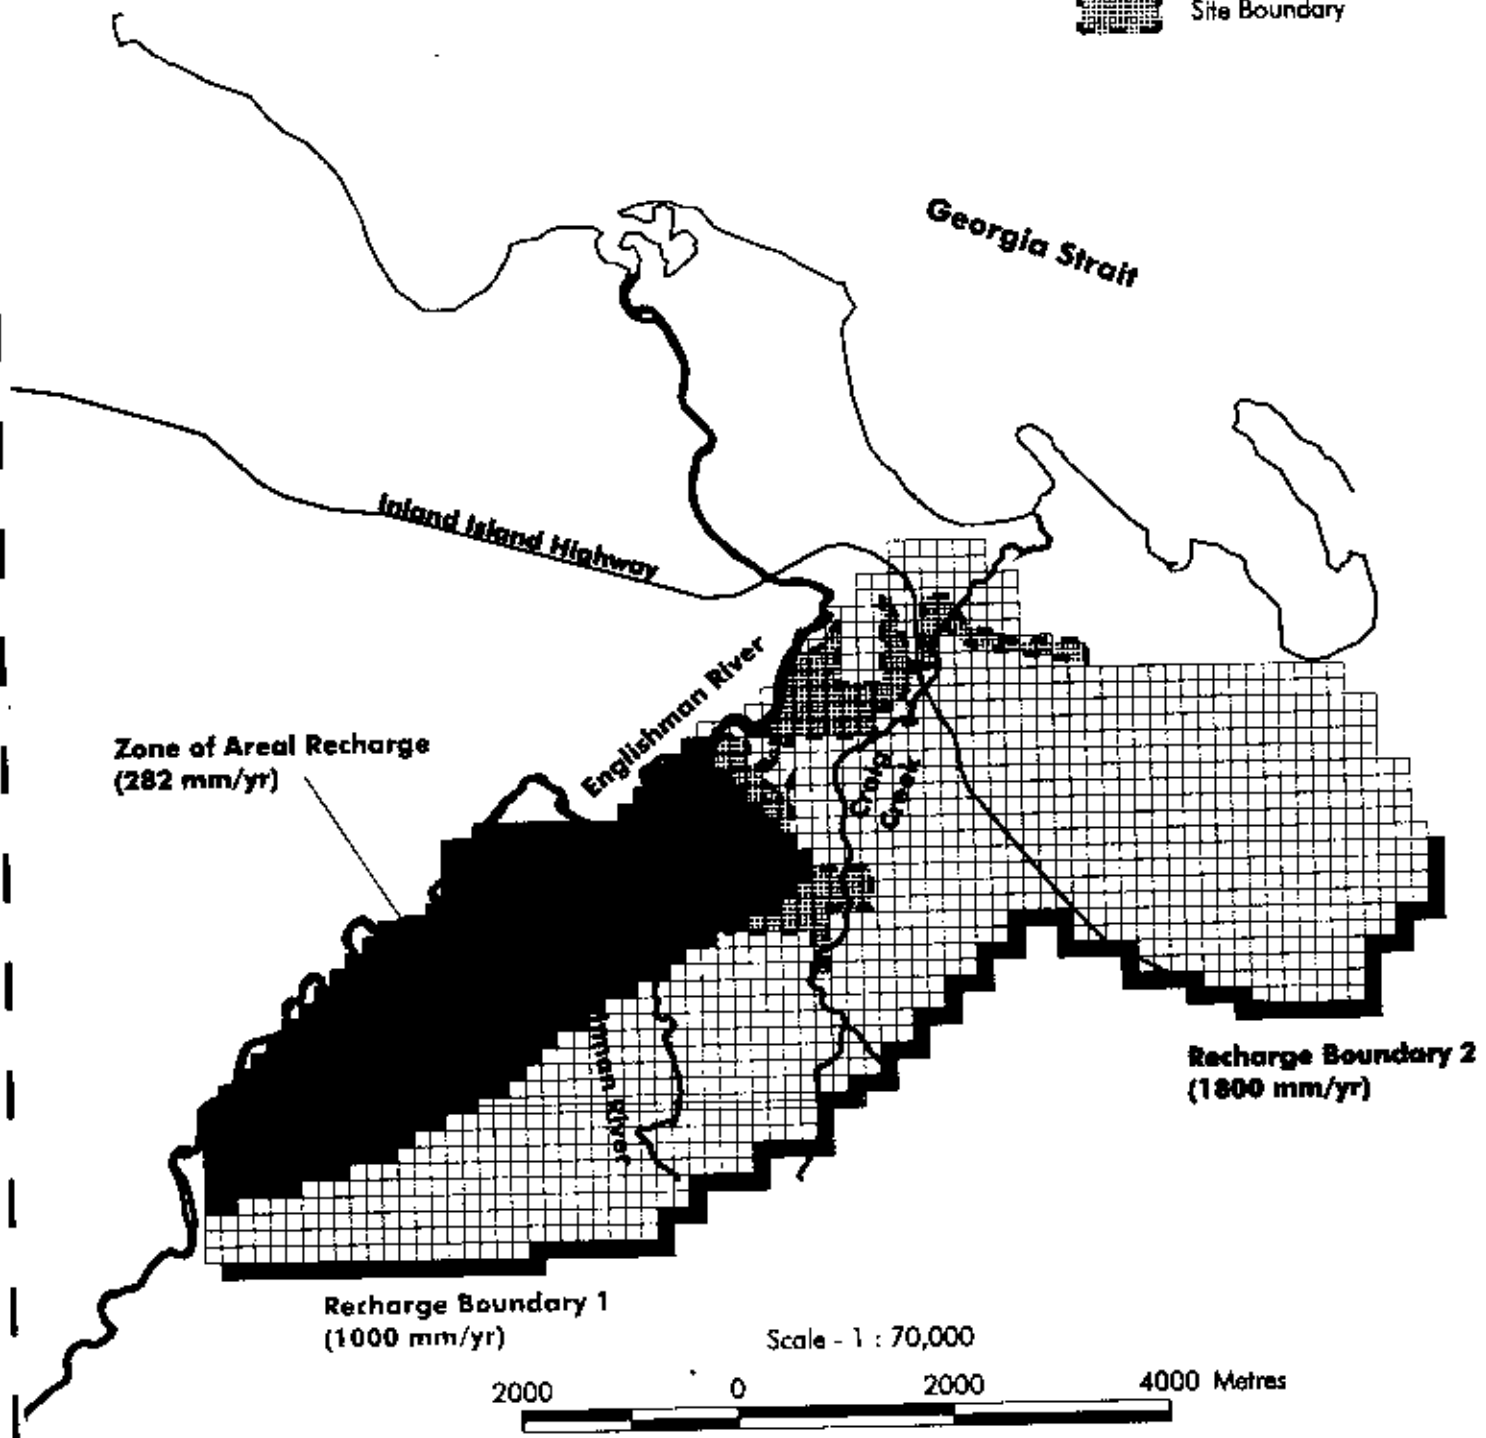 Site Boundary
Georgia Strait
Inland Island Highway
Englishman River
Zone of Areal Recharge
(282 mm/yr)
Craig
Creek
River
Recharge Boundary 2
(1800 mm/yr)
Recharge Boundary 1
(1000 mm/yr)
Scale - 1 : 70,000
2000 0 2000 4000 Metres